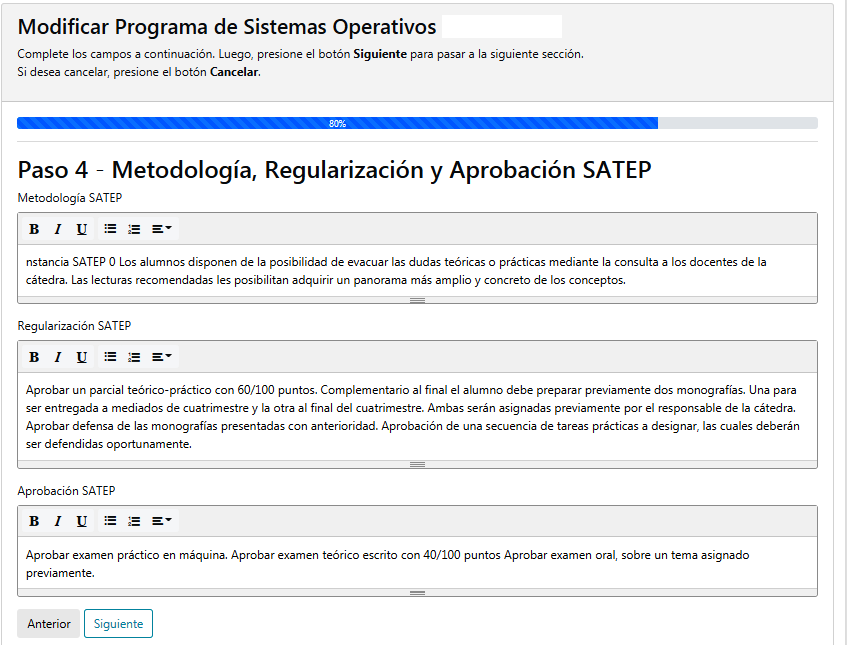 Modificar Programa de Sistemas Operativos
Complete los campos a continuación. Luego, presione el botón Siguiente para pasar a la siguiente sección.
Si desea cancelar, presione el botón Cancelar.
80%
Paso 4 - Metodología, Regularización y Aprobación SATEP
Metodología SATEP
B I U
nstancia SATEP 0 Los alumnos disponen de la posibilidad de evacuar las dudas teóricas o prácticas mediante la consulta a los docentes de la
cátedra. Las lecturas recomendadas les posibilitan adquirir un panorama más amplio y concreto de los conceptos.
Regularización SATEP
B I U
Aprobar un parcial teórico-práctico con 60/100 puntos. Complementario al final el alumno debe preparar previamente dos monografías. Una para
ser entregada a mediados de cuatrimestre y la otra al final del cuatrimestre. Ambas serán asignadas previamente por el responsable de la cátedra.
Aprobar defensa de las monografías presentadas con anterioridad. Aprobación de una secuencia de tareas prácticas a designar, las cuales deberán
ser defendidas oportunamente.
Aprobación SATEP
B I U
Aprobar examen práctico en máquina. Aprobar examen teórico escrito con 40/100 puntos Aprobar examen oral, sobre un tema asignado
previamente.
Anterior Siguiente